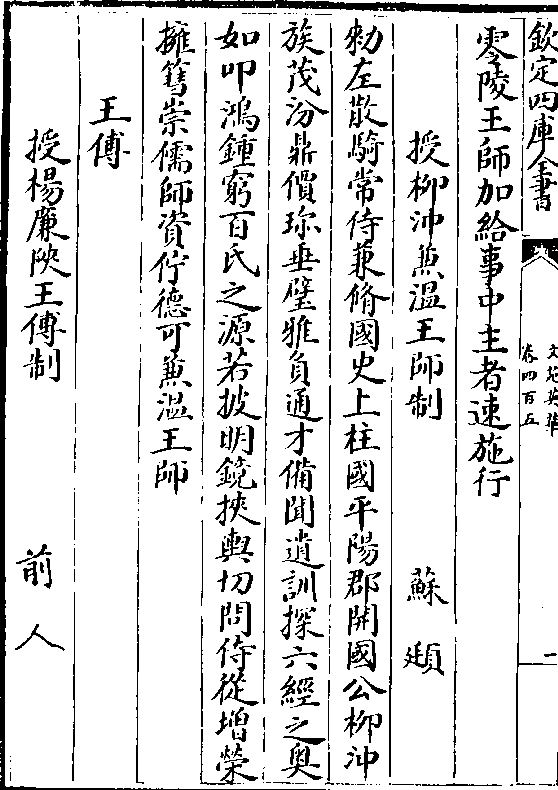 欽定四庫全書
文苑英華
卷四百五
一
零陵王師加給事中主者速施行
授柳沖兼溫王師制
蘇頲
勑左散騎常侍兼脩國史上柱國平陽郡開國公柳沖
族茂汾鼎價珎垂璧雅負通才備聞遺訓探六經之奥
如叩鴻鍾窮百氏之源若披明鏡挾輿切問侍從增榮
擁篲崇儒師資佇德可兼溫王師
王傅
授楊廉陜王傅制
前人